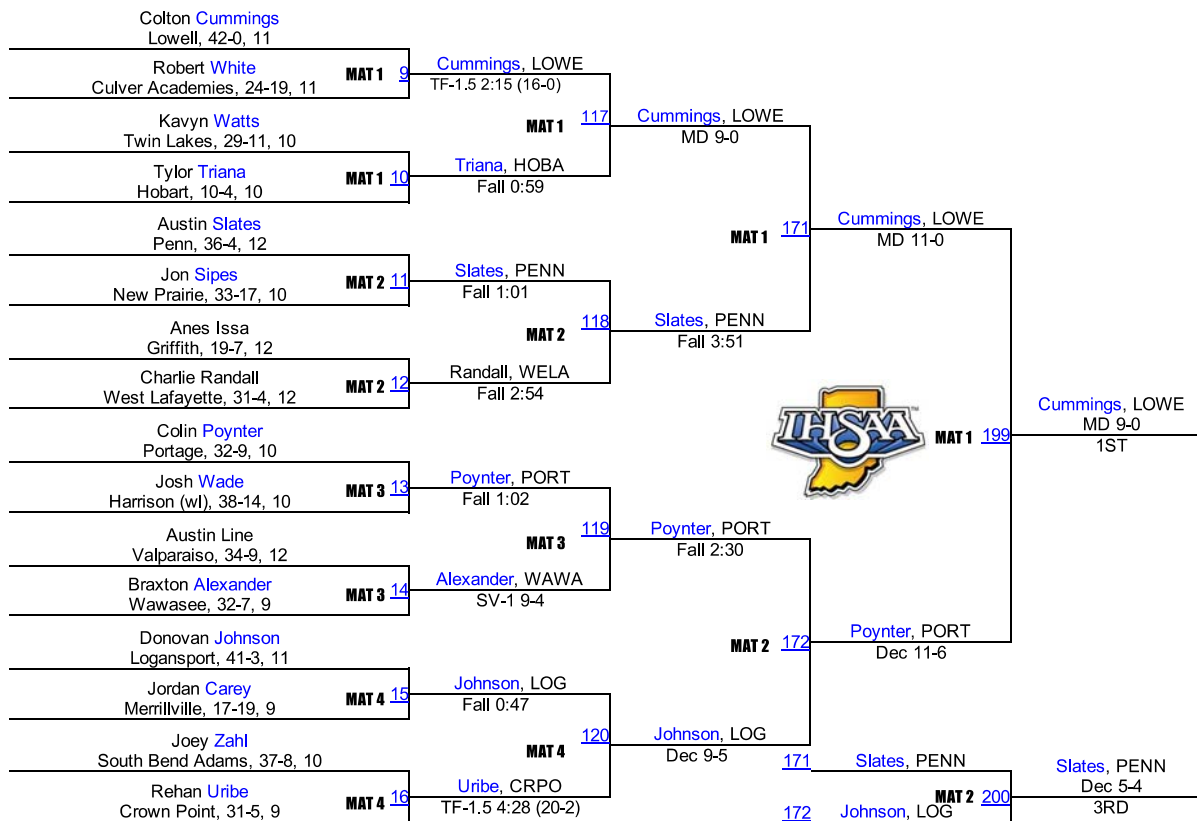 Colton Cummings
Lowell, 42-0, 11
Robert White
Culver Academies, 24-19, 11
MAT 1 9
Cummings, LOWE
TF-1.5 2:15 (16-0)
Kavyn Watts
Twin Lakes, 29-11, 10
Tylor Triana
Hobart, 10-4, 10
MAT 1 10
Triana, HOBA
Fall 0:59
MAT 1 117
Cummings, LOWE
MD 9-0
Austin Slates
Penn, 36-4, 12
Jon Sipes
New Prairie, 33-17, 10
MAT 2 11
Slates, PENN
Fall 1:01
Anes Issa
Griffith, 19-7, 12
Charlie Randall
West Lafayette, 31-4, 12
MAT 2 12
Randall, WELA
Fall 2:54
MAT 2 118
Slates, PENN
Fall 3:51
MAT 1 171
Cummings, LOWE
MD 11-0
Colin Poynter
Portage, 32-9, 10
Josh Wade
Harrison (wl), 38-14, 10
MAT 3 13
Poynter, PORT
Fall 1:02
Austin Line
Valparaiso, 34-9, 12
Braxton Alexander
Wawasee, 32-7, 9
MAT 3 14
Alexander, WAWA
SV-1 9-4
MAT 3 119
Poynter, PORT
Fall 2:30
Donovan Johnson
Logansport, 41-3, 11
Jordan Carey
Merrillville, 17-19, 9
MAT 4 15
Johnson, LOG
Fall 0:47
Joey Zahl
South Bend Adams, 37-8, 10
Rehan Uribe
Crown Point, 31-5, 9
MAT 4 16
Uribe, CRPO
TF-1.5 4:28 (20-2)
MAT 4 120
Johnson, LOG
Dec 9-5
MAT 2 172
Poynter, PORT
Dec 11-6
IHSAA
TM
MAT 1 199
Cummings, LOWE
MD 9-0
1ST
171 Slates, PENN
172 Johnson, LOG
MAT 2 200
Slates, PENN
Dec 5-4
3RD